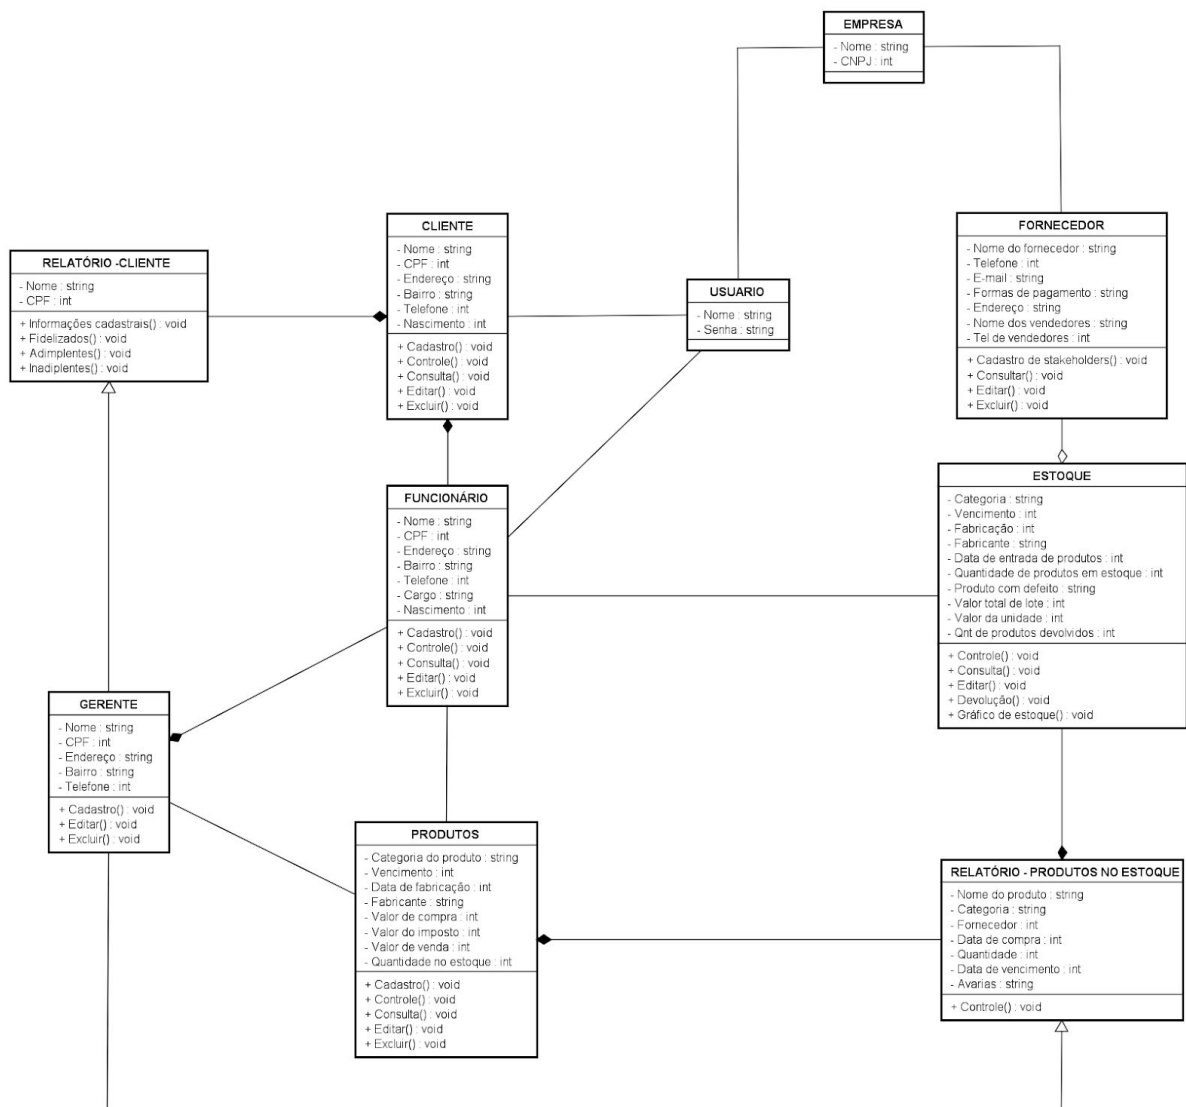 EMPRESA
- Nome : string
- CNPJ : int
CLIENTE
- Nome : string
- CPF : int
- Endereço : string
- Bairro : string
- Telefone : int
- Nascimento : int
+ Cadastro() : void
+ Controle() : void
+ Consulta() : void
+ Editar() : void
+ Excluir() : void
FORNECEDOR
- Nome do fornecedor : string
- Telefone : int
- E-mail : string
- Formas de pagamento : string
- Endereço : string
- Nome dos vendedores : string
- Tel de vendedores : int
+ Cadastro de stakeholders() : void
+ Consultar() : void
+ Editar() : void
+ Excluir() : void
RELATÓRIO -CLIENTE
- Nome : string
- CPF : int
+ Informações cadastrais() : void
+ Fidelizados() : void
+ Adimplentes() : void
+ Inadiplentes() : void
USUARIO
- Nome : string
- Senha : string
FUNCIONÁRIO
- Nome : string
- CPF : int
- Endereço : string
- Bairro : string
- Telefone : int
- Cargo : string
- Nascimento : int
+ Cadastro() : void
+ Controle() : void
+ Consulta() : void
+ Editar() : void
+ Excluir() : void
ESTOQUE
- Categoria : string
- Vencimento : int
- Fabricação : int
- Fabricante : string
- Data de entrada de produtos : int
- Quantidade de produtos em estoque : int
- Produto com defeito : string
- Valor total de lote : int
- Valor da unidade : int
- Qnt de produtos devolvidos : int
+ Controle() : void
+ Consulta() : void
+ Editar() : void
+ Devolução() : void
+ Gráfico de estoque() : void
GERENTE
- Nome : string
- CPF : int
- Endereço : string
- Bairro : string
- Telefone : int
+ Cadastro() : void
+ Editar() : void
+ Excluir() : void
PRODUTOS
- Categoria do produto : string
- Vencimento : int
- Data de fabricação : int
- Fabricante : string
- Valor de compra : int
- Valor do imposto : int
- Valor de venda : int
- Quantidade no estoque : int
+ Cadastro() : void
+ Controle() : void
+ Consulta() : void
+ Editar() : void
+ Excluir() : void
RELATÓRIO - PRODUTOS NO ESTOQUE
- Nome do produto : string
- Categoria : string
- Fornecedor : int
- Data de compra : int
- Quantidade : int
- Data de vencimento : int
- Avarias : string
+ Controle() : void